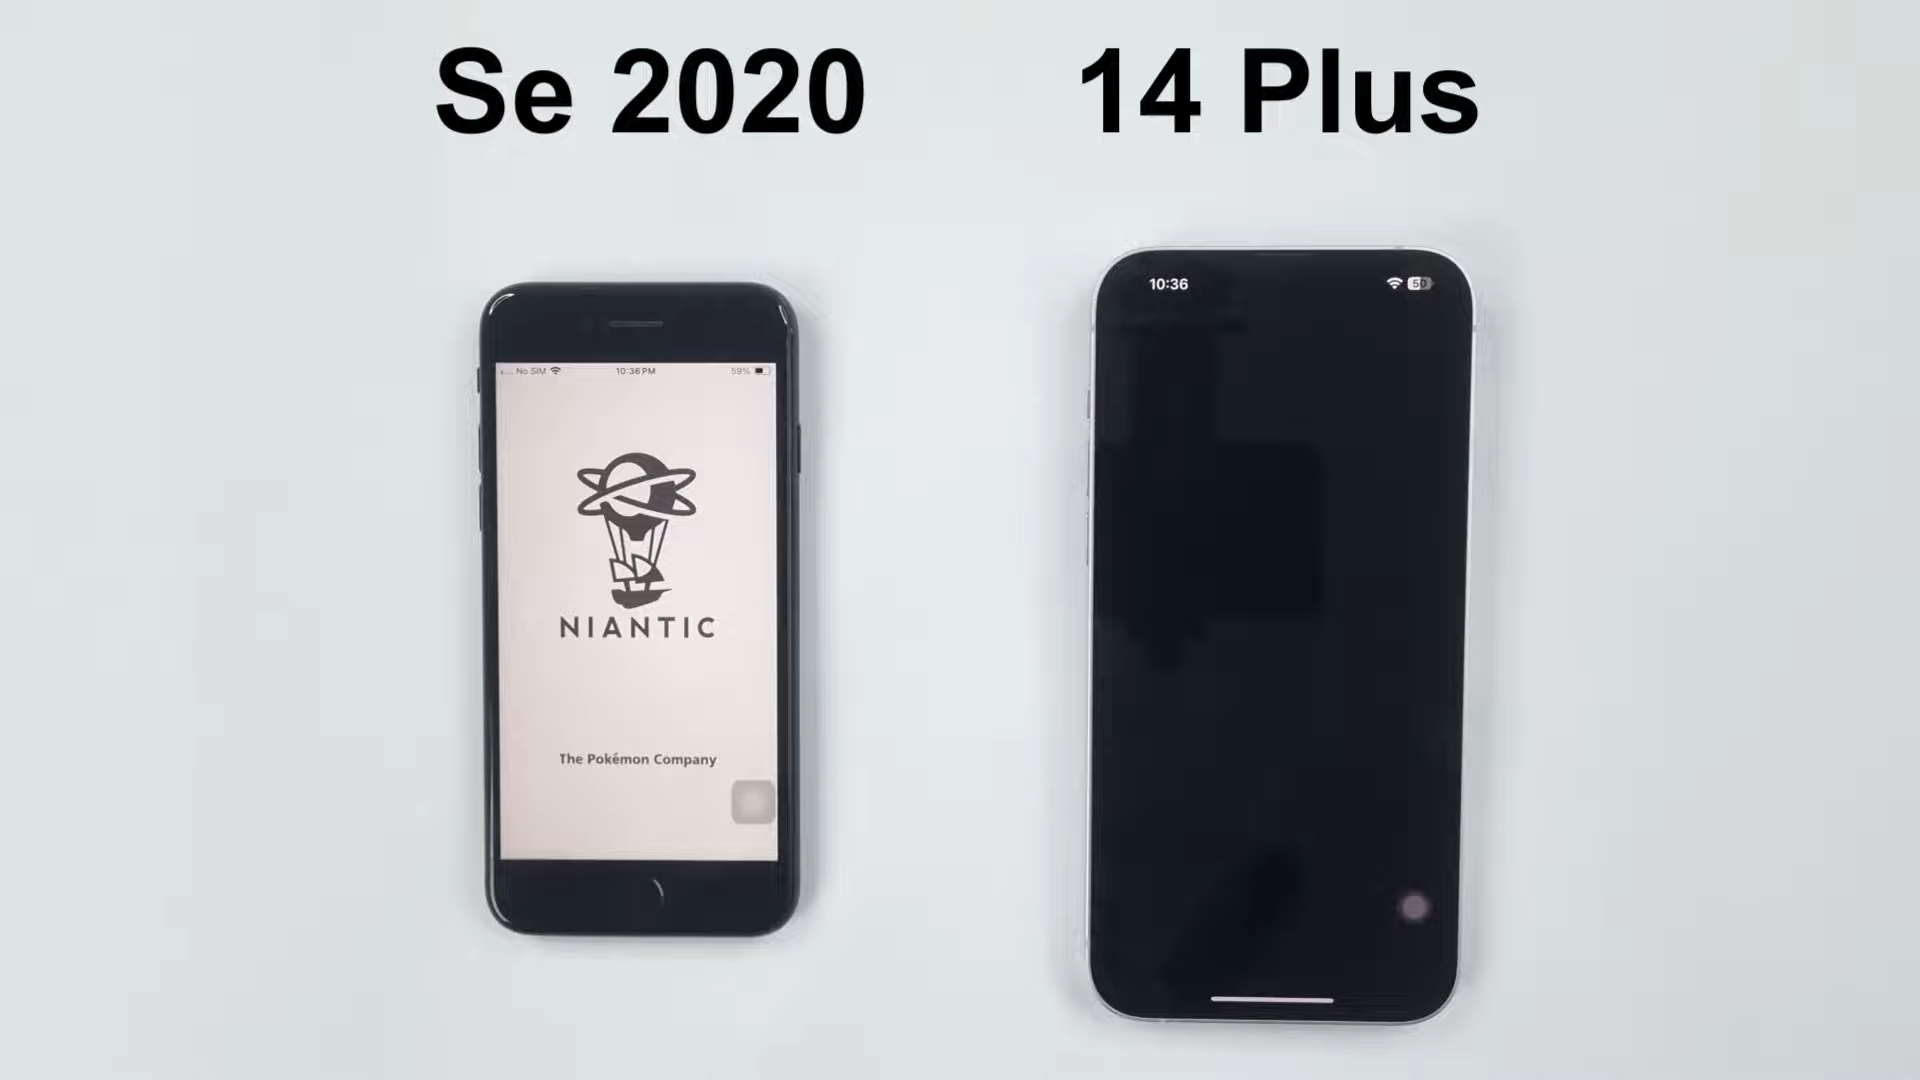 Se 2020
14 Plus
No SIM
10:36 PM
59%
NIANTIC
The Pokémon Company
10:36
50